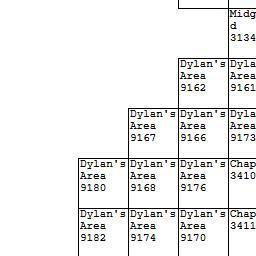 Midg
d
3134
Dylan's Dyla
Area Area
9162 9161
Dylan's Dylan's Dyla
Area Area Area
9167 9166 9173
Dylan's Dylan's Dylan's Chap
Area Area Area 3410
9180 9168 9176
Dylan's Dylan's Dylan's Chap
Area Area Area 3411
9182 9174 9170